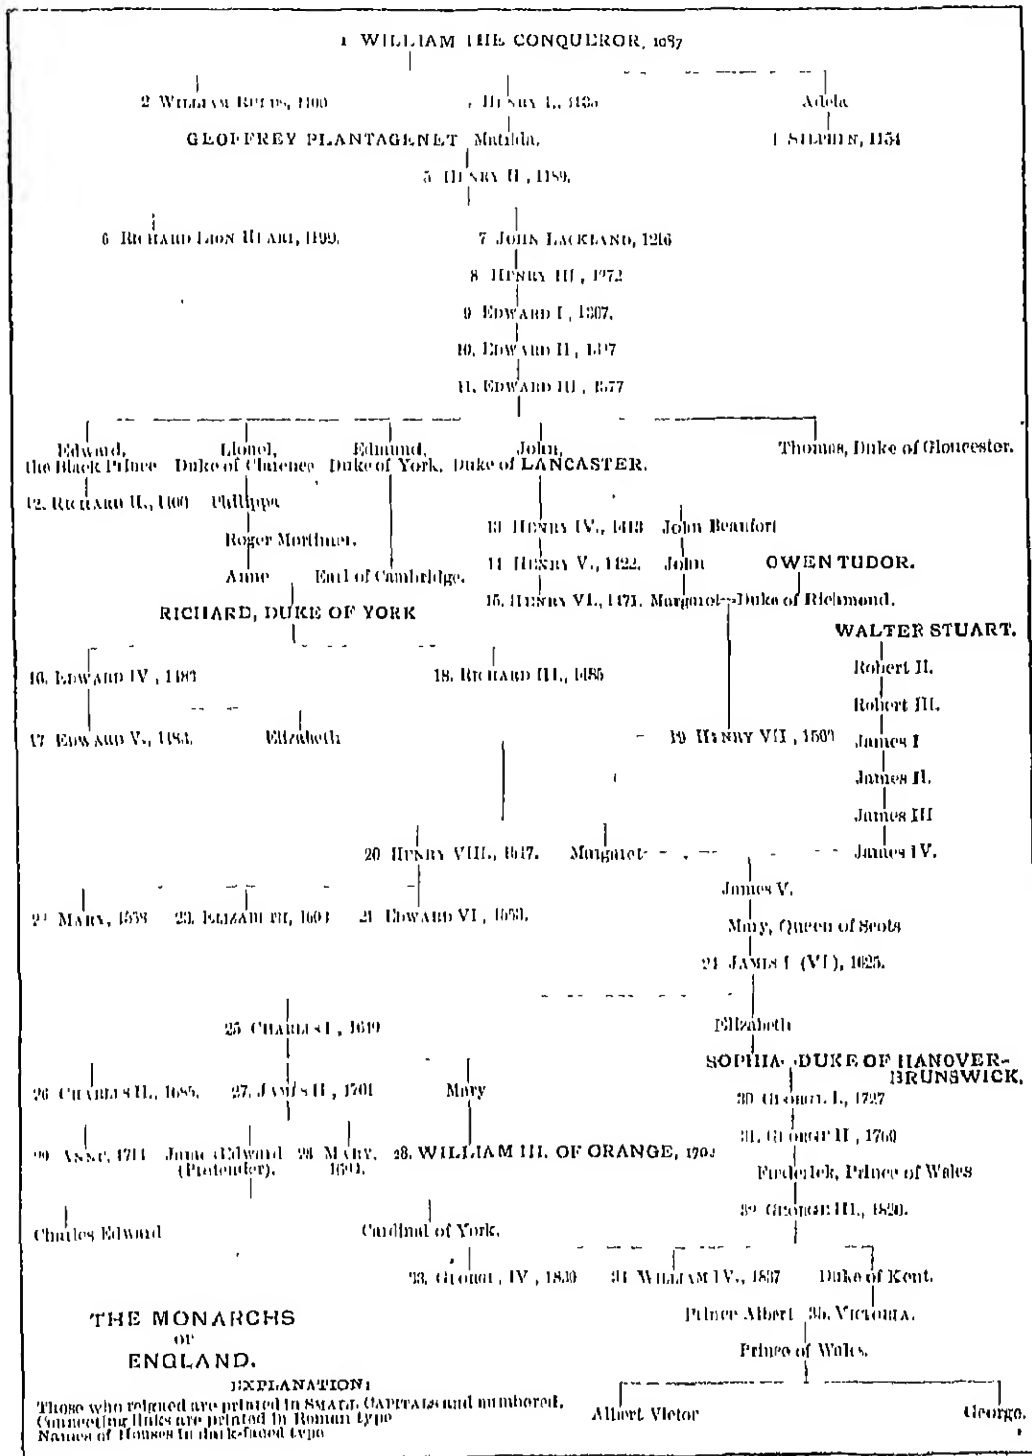 1 WILLIAM THE CONQUEROR, 1087
2 WILLIAM RUFUS, 1100
HENRY I., 1135
Adela
GEOFFREY PLANTAGENET Matilda.
STEPHEN, 1154
5 HENRY II, 1189.
6 RICHARD LION HEART, 1199.
7 JOHN LACKLAND, 1216
8 HENRY III, 1272
9 EDWARD I, 1307.
10. EDWARD II, 1327
11. EDWARD III, 1377
Edward, Lionel, Edmund, John, Thomas, Duke of Gloucester.
the Black Prince Duke of Clarence Duke of York, Duke of LANCASTER.
12. RICHARD II., 1400 Philippa
13 HENRY IV., 1413 John Beaufort
Roger Mortimer.
14 HENRY V., 1422. John OWEN TUDOR.
Anne Earl of Cambridge.
15. HENRY VI., 1471. Margaret--Duke of Richmond.
RICHARD, DUKE OF YORK
WALTER STUART.
16. EDWARD IV, 1483 18. RICHARD III., 1485
Robert II.
Robert III.
17 EDWARD V., 1483. Elizabeth 19 HENRY VII, 1509 James I
James II.
James III
20 HENRY VIII., 1547. Margaret James IV.
James V.
22 MARY, 1558 23. ELIZABETH, 1603 21 EDWARD VI, 1553.
Mary, Queen of Scots
24 JAMES I (VI), 1625.
25 CHARLES I, 1649 Elizabeth
SOPHIA DUKE OF HANOVER-
BRUNSWICK.
26 CHARLES II., 1685. 27. JAMES II, 1701 Mary
30 GEORGE I., 1727
29 ANNE, 1714 James Edward 28 MARY, 28. WILLIAM III. OF ORANGE, 1702
(Pretender). 1694.
31. GEORGE II, 1760
Frederick, Prince of Wales
32 GEORGE III., 1820.
Charles Edward Cardinal of York.
33. GEORGE, IV, 1830 34 WILLIAM IV., 1837 Duke of Kent.
Prince Albert 35. VICTORIA.
Prince of Wales.
Albert Victor George.
THE MONARCHS
OF
ENGLAND.
EXPLANATION:
Those who reigned are printed in SMALL CAPITALS and numbered.
Connecting links are printed in Roman type
Names of Houses in dark-faced type